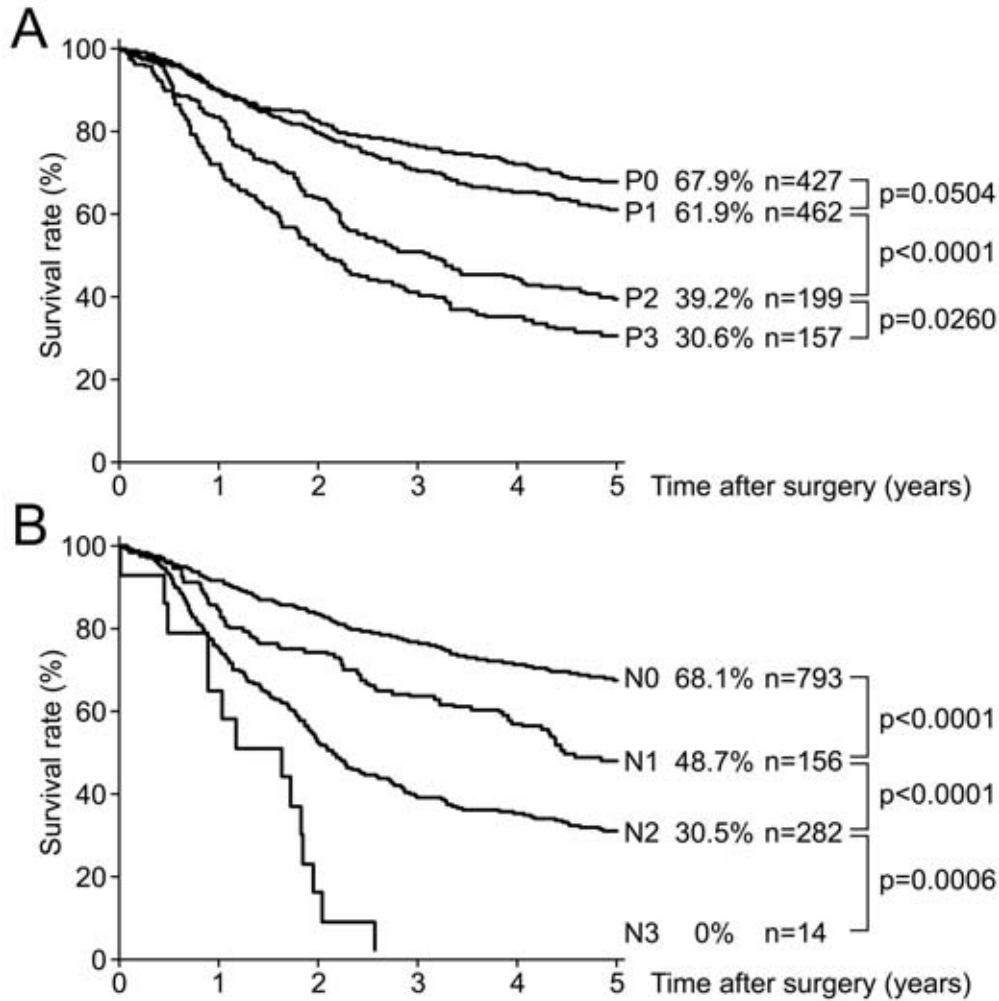 A
100
80
60
40
20
0
Survival rate (%)
P0 67.9% n=427
P1 61.9% n=462
P2 39.2% n=199
P3 30.6% n=157
p=0.0504
p<0.0001
p=0.0260
0 1 2 3 4 5 Time after surgery (years)
B
100
80
60
40
20
0
Survival rate (%)
N0 68.1% n=793
N1 48.7% n=156
N2 30.5% n=282
N3 0% n=14
p<0.0001
p<0.0001
p=0.0006
0 1 2 3 4 5 Time after surgery (years)